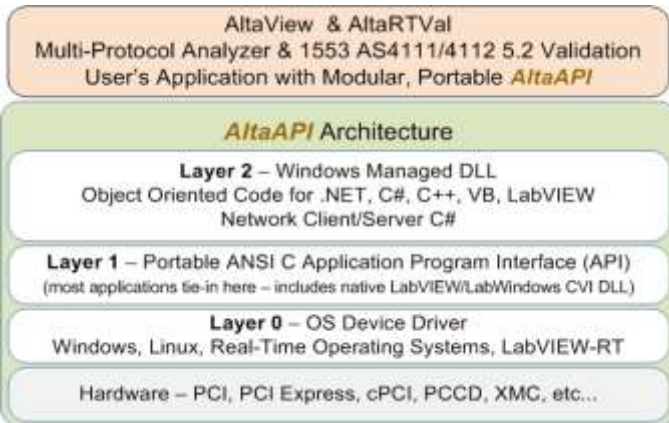 AltaView & AltaRTVal
Multi-Protocol Analyzer & 1553 AS4111/4112 5.2 Validation
User's Application with Modular, Portable AltaAPI
AltaAPI Architecture
Layer 2 – Windows Managed DLL
Object Oriented Code for .NET, C#, C++, VB, LabVIEW
Network Client/Server C#
Layer 1 – Portable ANSI C Application Program Interface (API)
(most applications tie-in here – includes native LabVIEW/LabWindows CVI DLL)
Layer 0 – OS Device Driver
Windows, Linux, Real-Time Operating Systems, LabVIEW-RT
Hardware – PCI, PCI Express, cPCI, PCCD, XMC, etc...